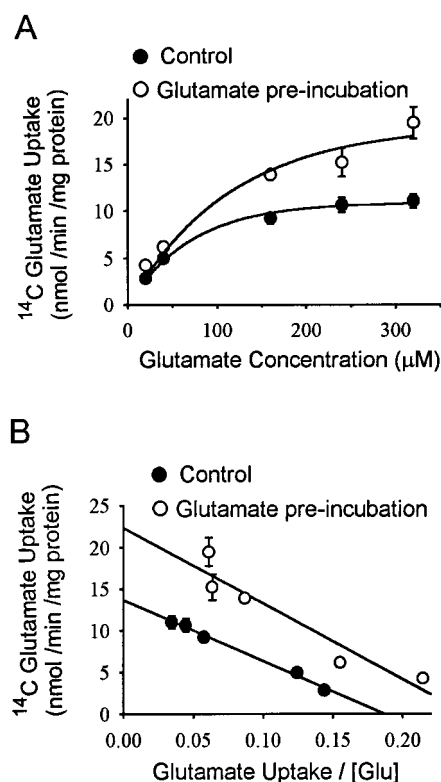 A
● Control
○ Glutamate pre-incubation
¹⁴C Glutamate Uptake
(nmol /min /mg protein)
20
15
10
5
0
0
100
200
300
Glutamate Concentration (µM)
B
● Control
○ Glutamate pre-incubation
¹⁴C Glutamate Uptake
(nmol /min /mg protein)
25
20
15
10
5
0
0.00
0.05
0.10
0.15
0.20
Glutamate Uptake / [Glu]